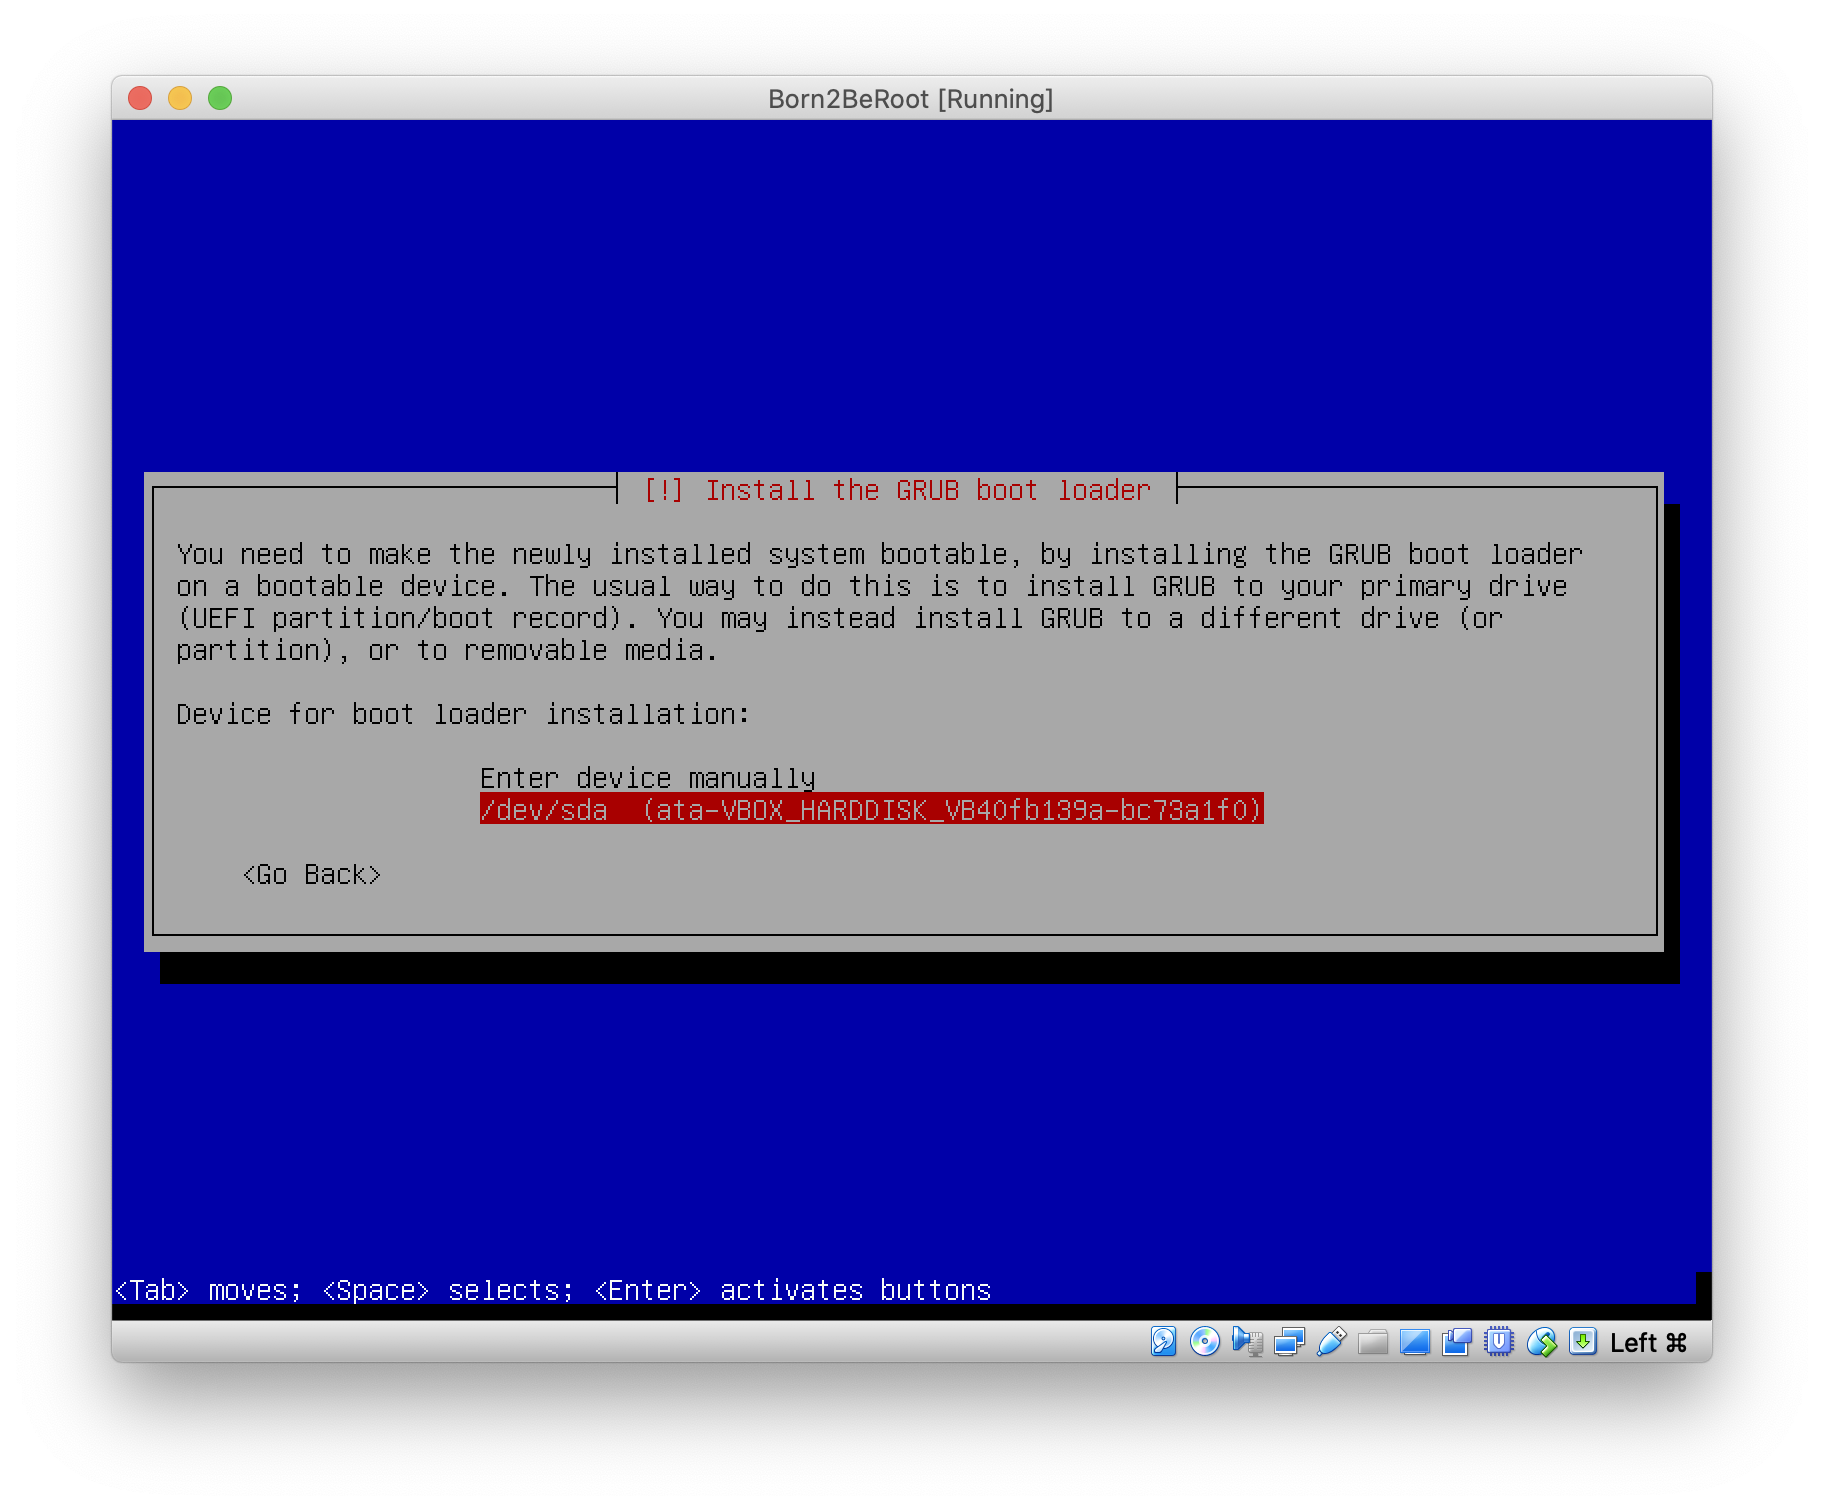 Born2BeRoot [Running]
[!] Install the GRUB boot loader
You need to make the newly installed system bootable, by installing the GRUB boot loader
on a bootable device. The usual way to do this is to install GRUB to your primary drive
(UEFI partition/boot record). You may instead install GRUB to a different drive (or
partition), or to removable media.
Device for boot loader installation:
Enter device manually
/dev/sda  (ata-VBOX_HARDDISK_VB40fb139a-bc73a1f0)
<Go Back>
<Tab> moves; <Space> selects; <Enter> activates buttons
Left ⌘